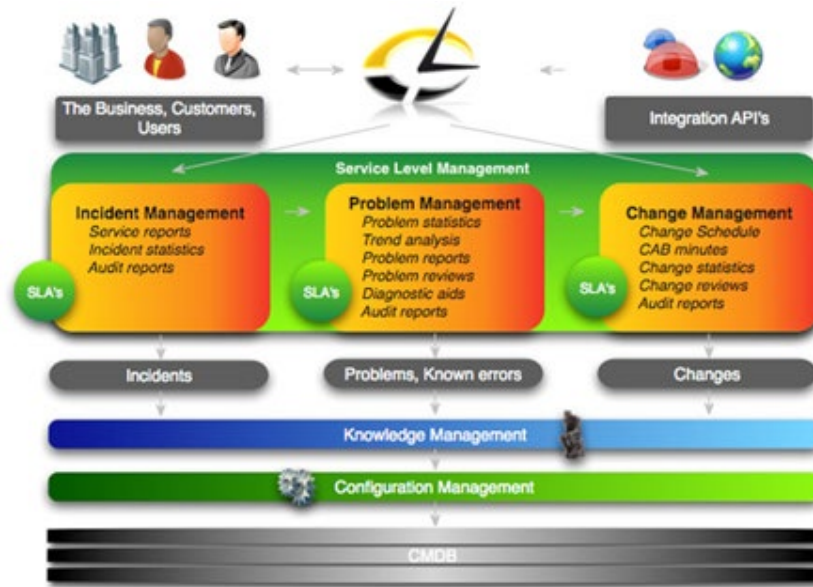 The Business, Customers,
Users
Integration API's
Service Level Management
Incident Management
Service reports
Incident statistics
Audit reports
SLA's
Problem Management
Problem statistics
Trend analysis
Problem reports
Problem reviews
Diagnostic aids
Audit reports
SLA's
Change Management
Change Schedule
CAB minutes
Change statistics
Change reviews
Audit reports
SLA's
Incidents
Problems, Known errors
Changes
Knowledge Management
Configuration Management
CMDB